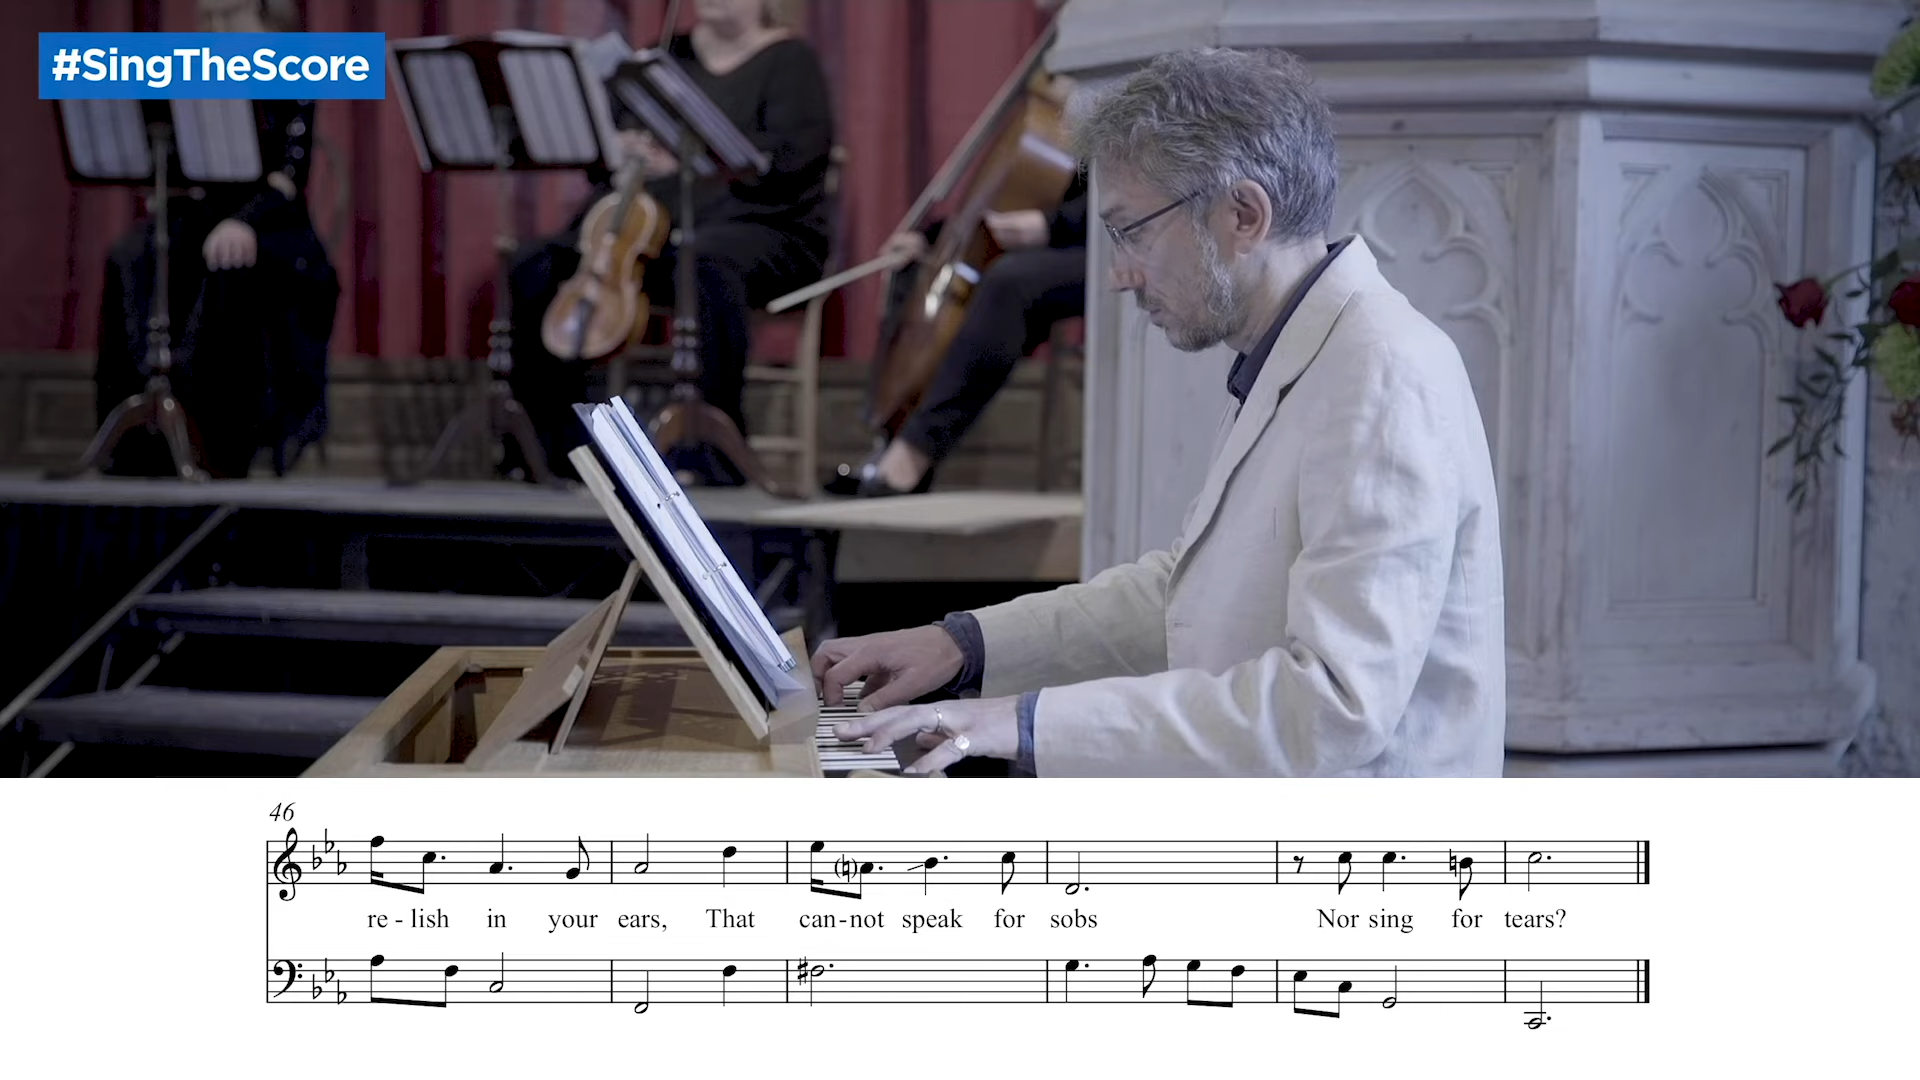 #SingTheScore
46
re - lish in your ears, That can - not speak for sobs Nor sing for tears?